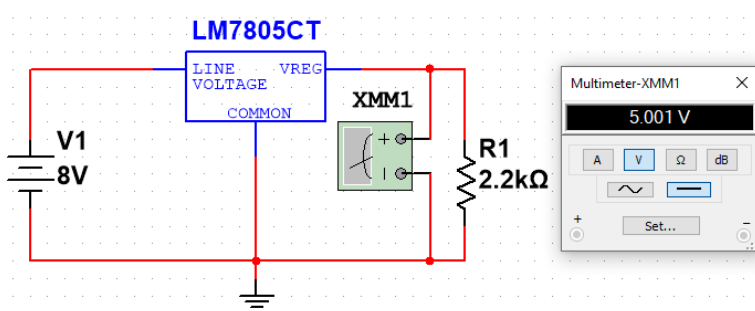 LM7805CT
LINE VREG
VOLTAGE
COMMON
V1
8V
XMM1
+
-
R1
2.2kΩ
Multimeter-XMM1 X
5.001 V
A V Ω dB
+ Set... -